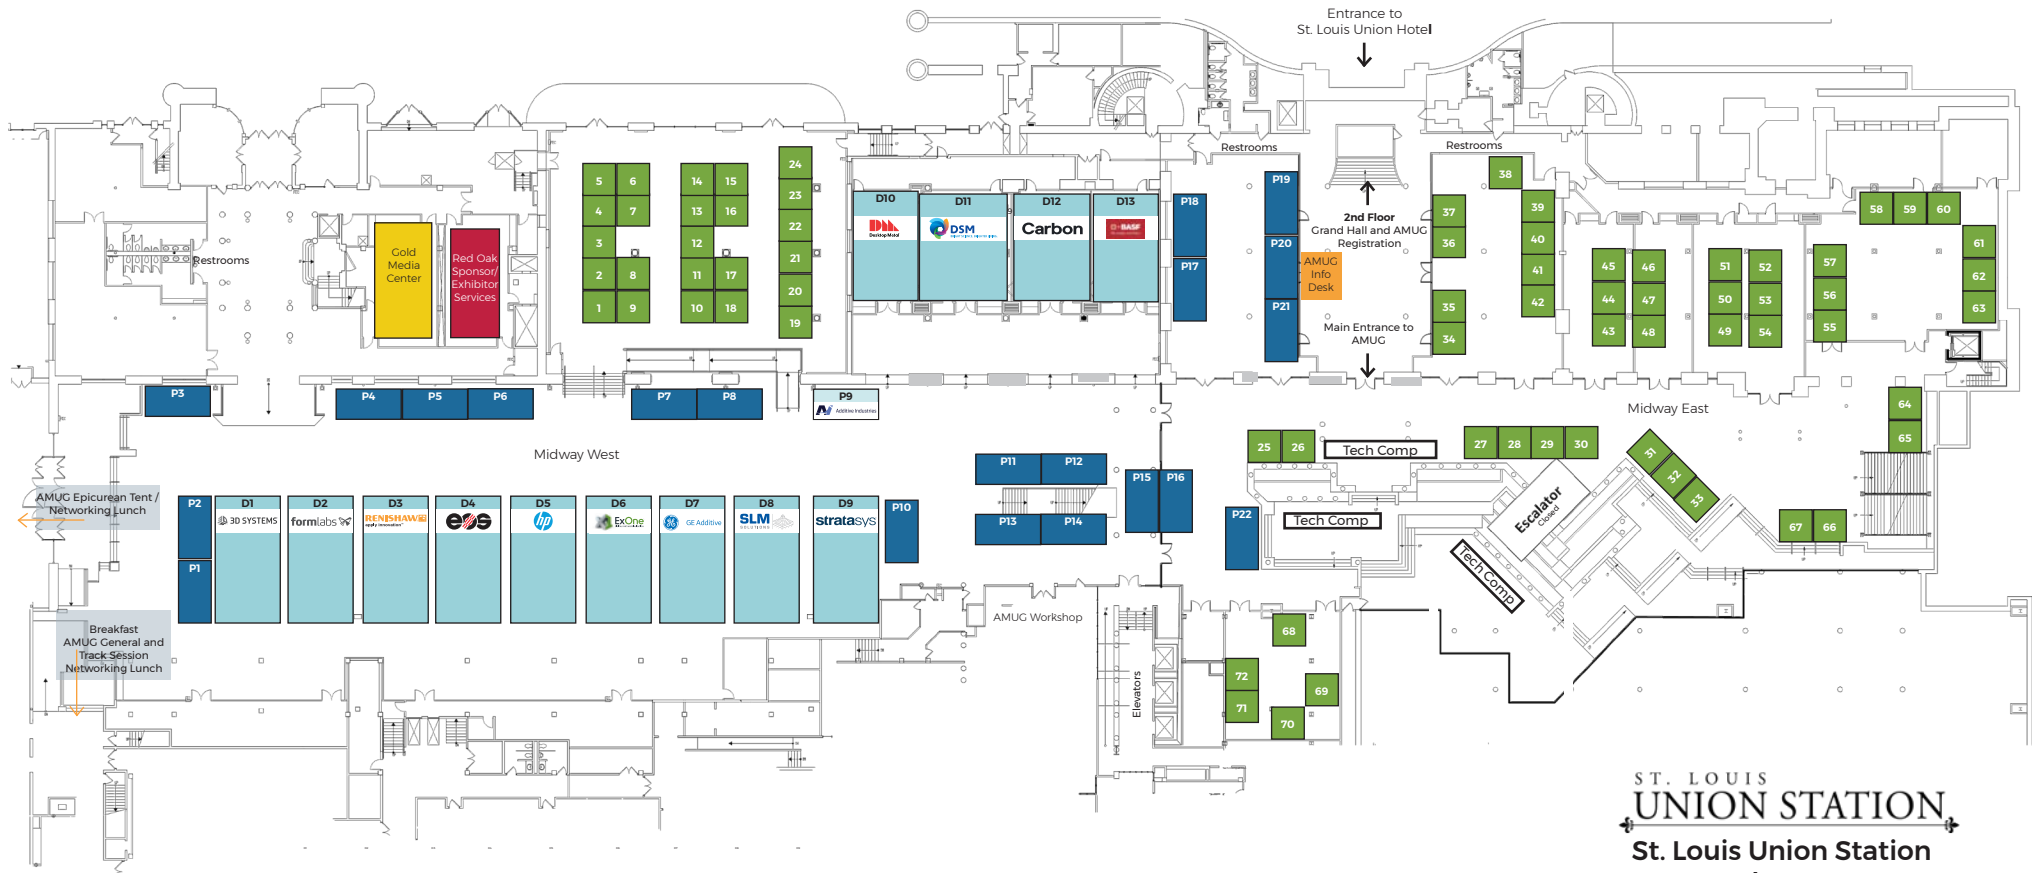 Entrance to
St. Louis Union Hotel
Restrooms
Restrooms
2nd Floor
Grand Hall and AMUG
Registration
AMUG
Info
Desk
Main Entrance to
AMUG
Restrooms
Gold
Media
Center
Red Oak
Sponsor/
Exhibitor
Services
5 6
4 7
3
2 8
1 9
14 15
13 16
12
11 17
10 18
24
23
22
21
20
19
D10
Desktop Metal
D11
DSM
D12
Carbon
D13
BASF
P18
P17
P19
P20
P21
38
37
36
35
34
39
40
41
42
45 46
44 47
43 48
51 52
50 53
49 54
57
56
55
58 59 60
61
62
63
64
65
P3
P4 P5 P6
P7 P8
P9
Additive Industries
Midway West
Midway East
AMUG Epicurean Tent /
Networking Lunch
P2
P1
D1
3D SYSTEMS
D2
formlabs
D3
RENISHAW
apply innovation
D4
eos
D5
hp
D6
ExOne
D7
GE Additive
D8
SLM
SOLUTIONS
D9
stratasys
P10
P11 P12
P13 P14
P15 P16
P22
25 26
Tech Comp
27 28 29 30
31
32
33
Tech Comp
Escalator
Closed
Tech Comp
67 66
Breakfast
AMUG General and
Track Session
Networking Lunch
AMUG Workshop
Elevators
68
72
71
69
70
ST. LOUIS
UNION STATION
St. Louis Union Station